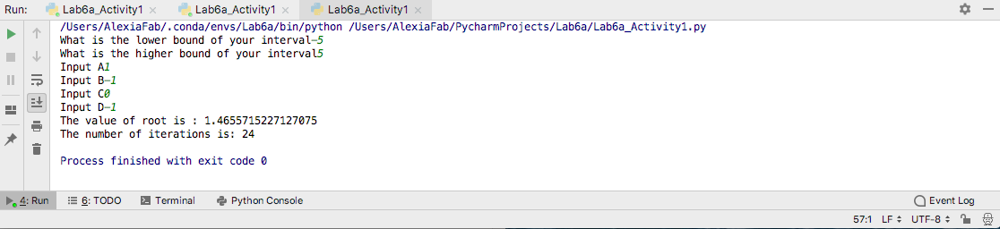 Run: Lab6a_Activity1 × Lab6a_Activity1 × Lab6a_Activity1 ×
/Users/AlexiaFab/.conda/envs/Lab6a/bin/python /Users/AlexiaFab/PycharmProjects/Lab6a/Lab6a_Activity1.py
What is the lower bound of your interval-5
What is the higher bound of your interval5
Input A1
Input B-1
Input C0
Input D-1
The value of root is : 1.4655715227127075
The number of iterations is: 24
Process finished with exit code 0
4: Run 6: TODO Terminal Python Console Event Log
57:1 LF UTF-8